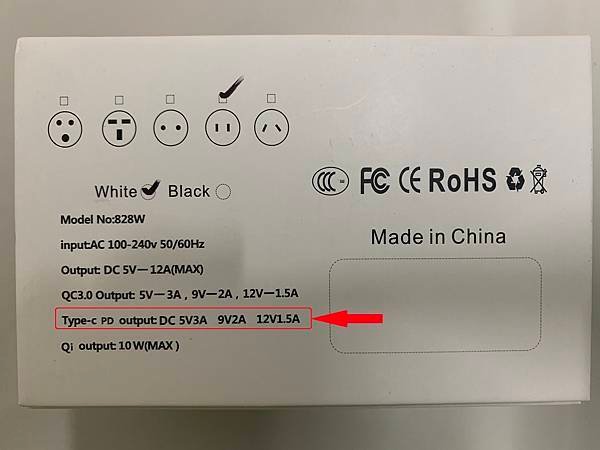 White Black
Model No:828W
input:AC 100-240v 50/60Hz
Output: DC 5V—12A(MAX)
QC3.0 Output: 5V—3A , 9V—2A , 12V—1.5A
Type-c PD output: DC 5V3A 9V2A 12V1.5A
Qi output: 10W(MAX)
CCC FC CE RoHS
Made in China